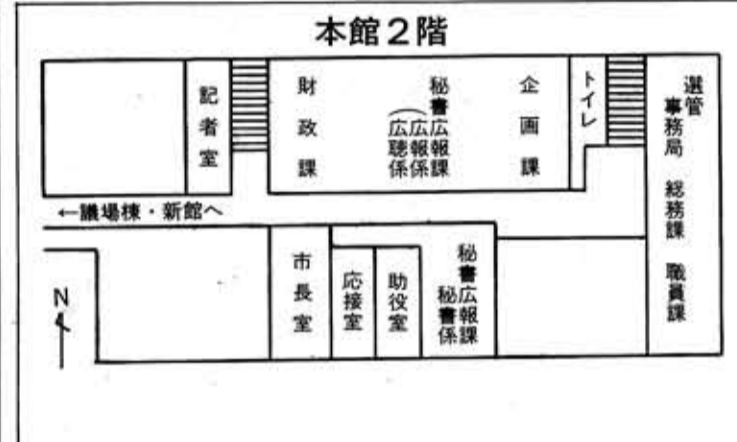 本館２階
記者室
財政課
秘書広報課
(広報係
広聴係
企画課
トイレ
選管
事務局 総務課 職員課
←議場棟・新館へ
市長室
応接室
助役室
秘書広報課
秘書係
N